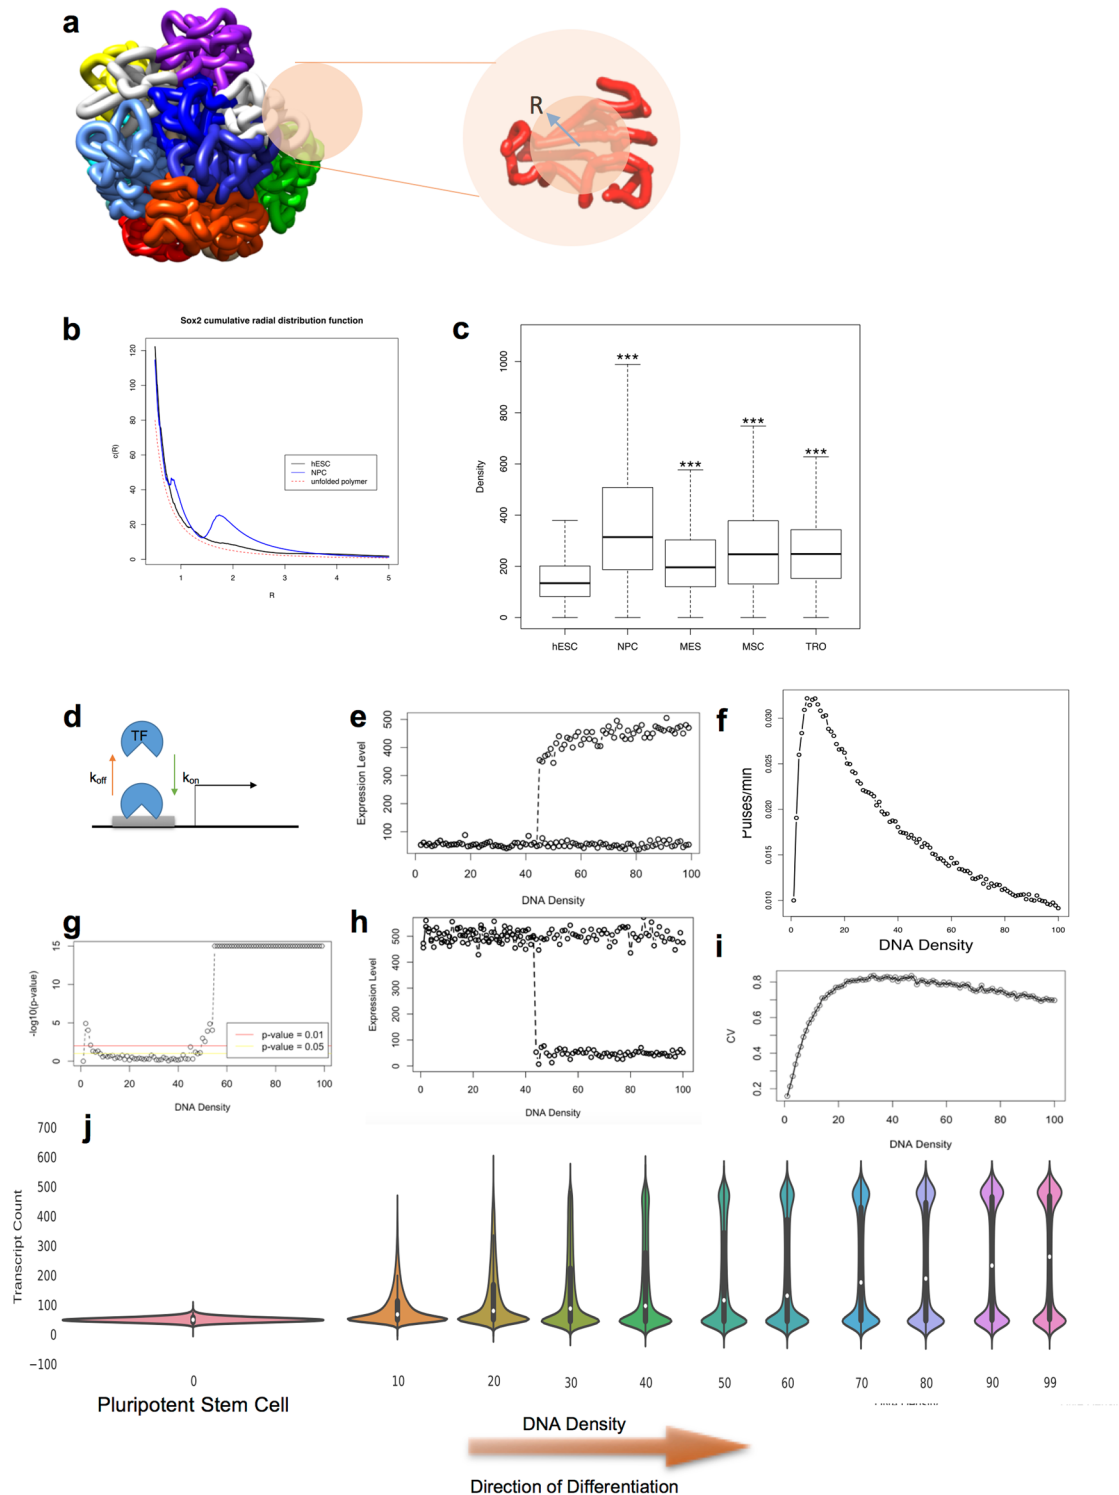 a
R
b
Sox2 cumulative radial distribution function
120
100
80
60
40
20
0
c(R)
hESC
NPC
unfolded polymer
1 2 3 4 5
R
c
1000
800
600
400
200
0
Density
***
***
***
***
hESC NPC MES MSC TRO
d
TF
koff
kon
e
500
400
300
200
100
Expression Level
0 20 40 60 80 100
DNA Density
f
0.030
0.025
0.020
0.015
0.010
Pulses/min
0 20 40 60 80 100
DNA Density
g
15
10
5
0
-log10(p-value)
p-value = 0.01
p-value = 0.05
0 20 40 60 80 100
DNA Density
h
500
400
300
200
100
0
Expression Level
0 20 40 60 80 100
DNA Density
i
0.8
0.6
0.4
0.2
CV
0 20 40 60 80 100
DNA Density
j
700
600
500
400
300
200
100
0
−100
Transcript Count
0 10 20 30 40 50 60 70 80 90 99
Pluripotent Stem Cell
DNA Density
Direction of Differentiation